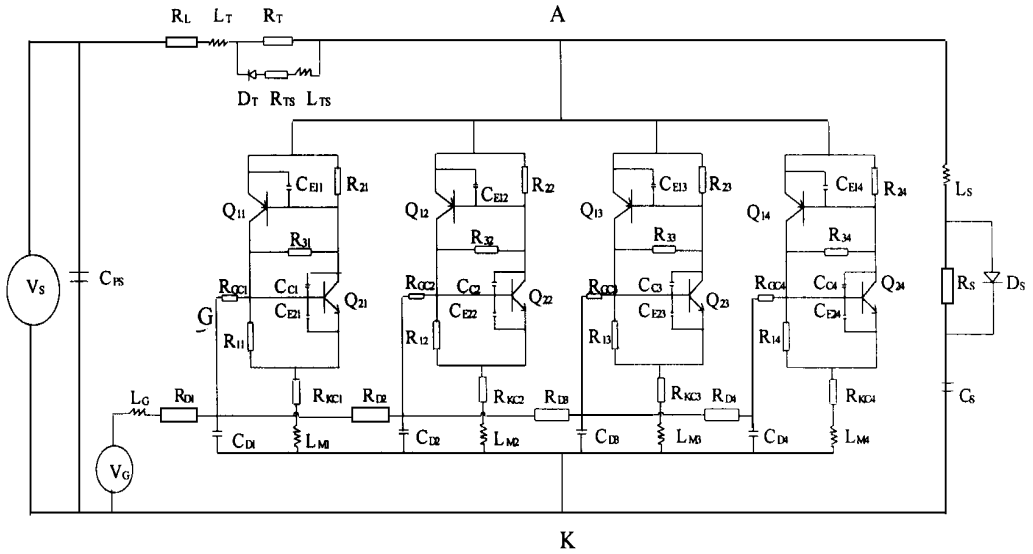 A
RL
LT
RT
DT
RTS
LTS
VS
CPS
R21
CE11
Q11
R31
RGC1
CC1
CE21
Q21
G
R11
RKC1
R22
CE12
Q12
R32
RGC2
CC2
CE22
Q22
R12
RKC2
R23
CE13
Q13
R33
RGC3
CC3
CE23
Q23
R13
RKC3
R24
CE14
Q14
R34
RGC4
CC4
CE24
Q24
R14
RKC4
LS
RS
DS
CS
LG
RD1
RD2
RD3
RD4
VG
CD1
LM1
CD2
LM2
CD3
LM3
CD4
LM4
K